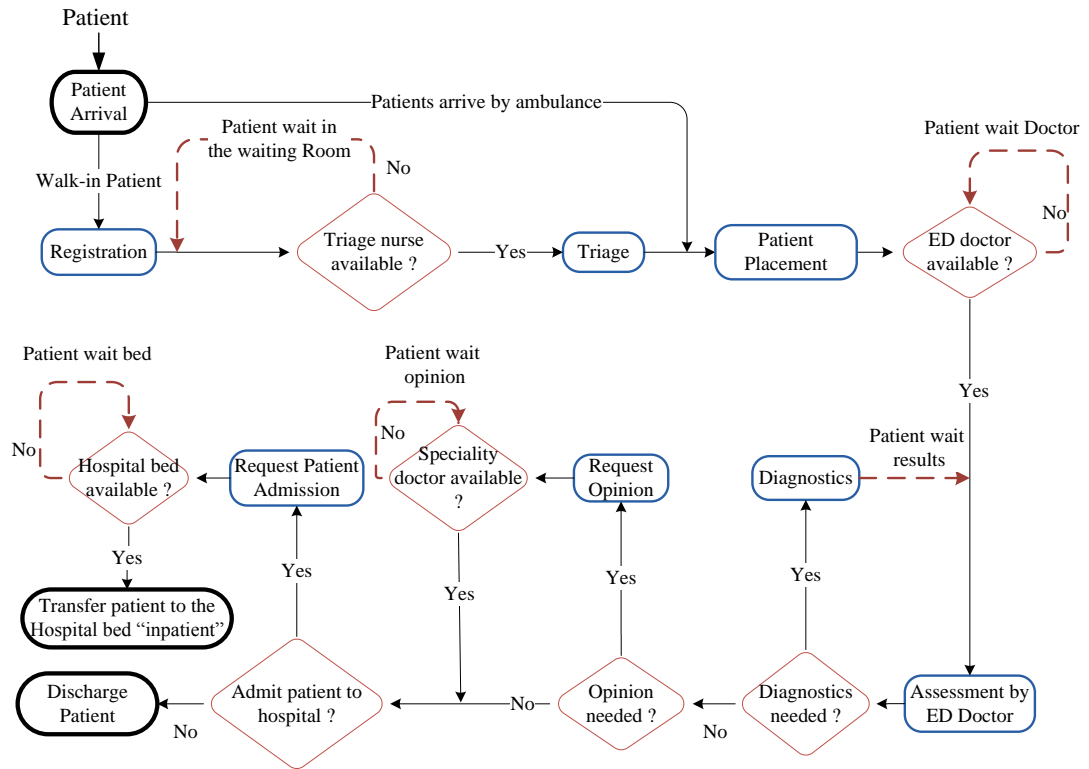 Patient
Patient
Arrival
Patients arrive by ambulance
Patient wait in
the waiting Room
No
Patient wait Doctor
No
Walk-in Patient
Registration
Triage nurse
available ?
Yes
Triage
Patient
Placement
ED doctor
available ?
Yes
Patient wait bed
No
Hospital bed
available ?
Request Patient
Admission
Patient wait
opinion
No
Speciality
doctor available
?
Request
Opinion
Diagnostics
Patient wait
results
Yes
Yes
Yes
Yes
Yes
Transfer patient to the
Hospital bed “inpatient”
Discharge
Patient
No
Admit patient to
hospital ?
No
Opinion
needed ?
No
Diagnostics
needed ?
Assessment by
ED Doctor